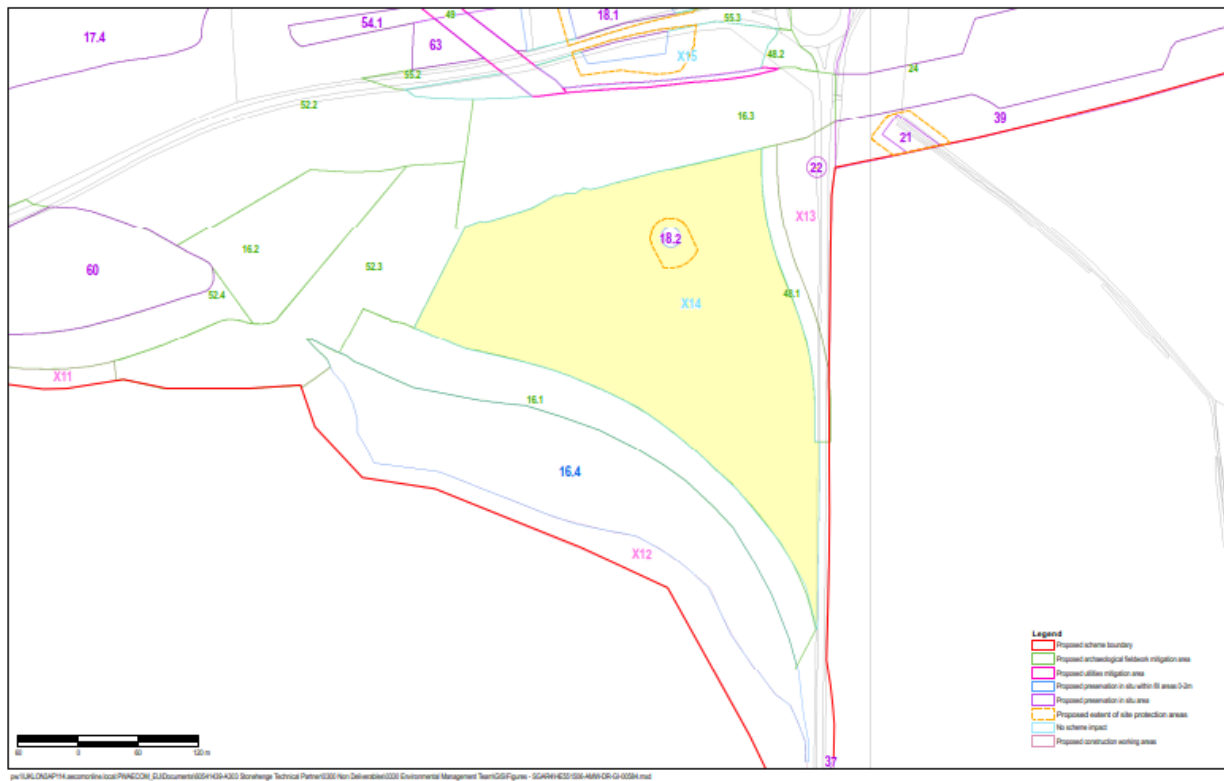 49
18.1
55.3
54.1
17.4
63
X15
48.2
24
55.2
52.2
16.3
39
21
22
X13
18.2
16.2
60
52.3
52.4
X14
48.1
X11
16.1
16.4
X12
37
Legend
Proposed scheme boundary
Proposed archaeological fieldwork mitigation area
Proposed utilities mitigation area
Proposed preservation in situ within fill areas 0-2m
Proposed preservation in situ area
Proposed extent of site protection areas
No scheme impact
Proposed construction working areas
60 0 60 120 m